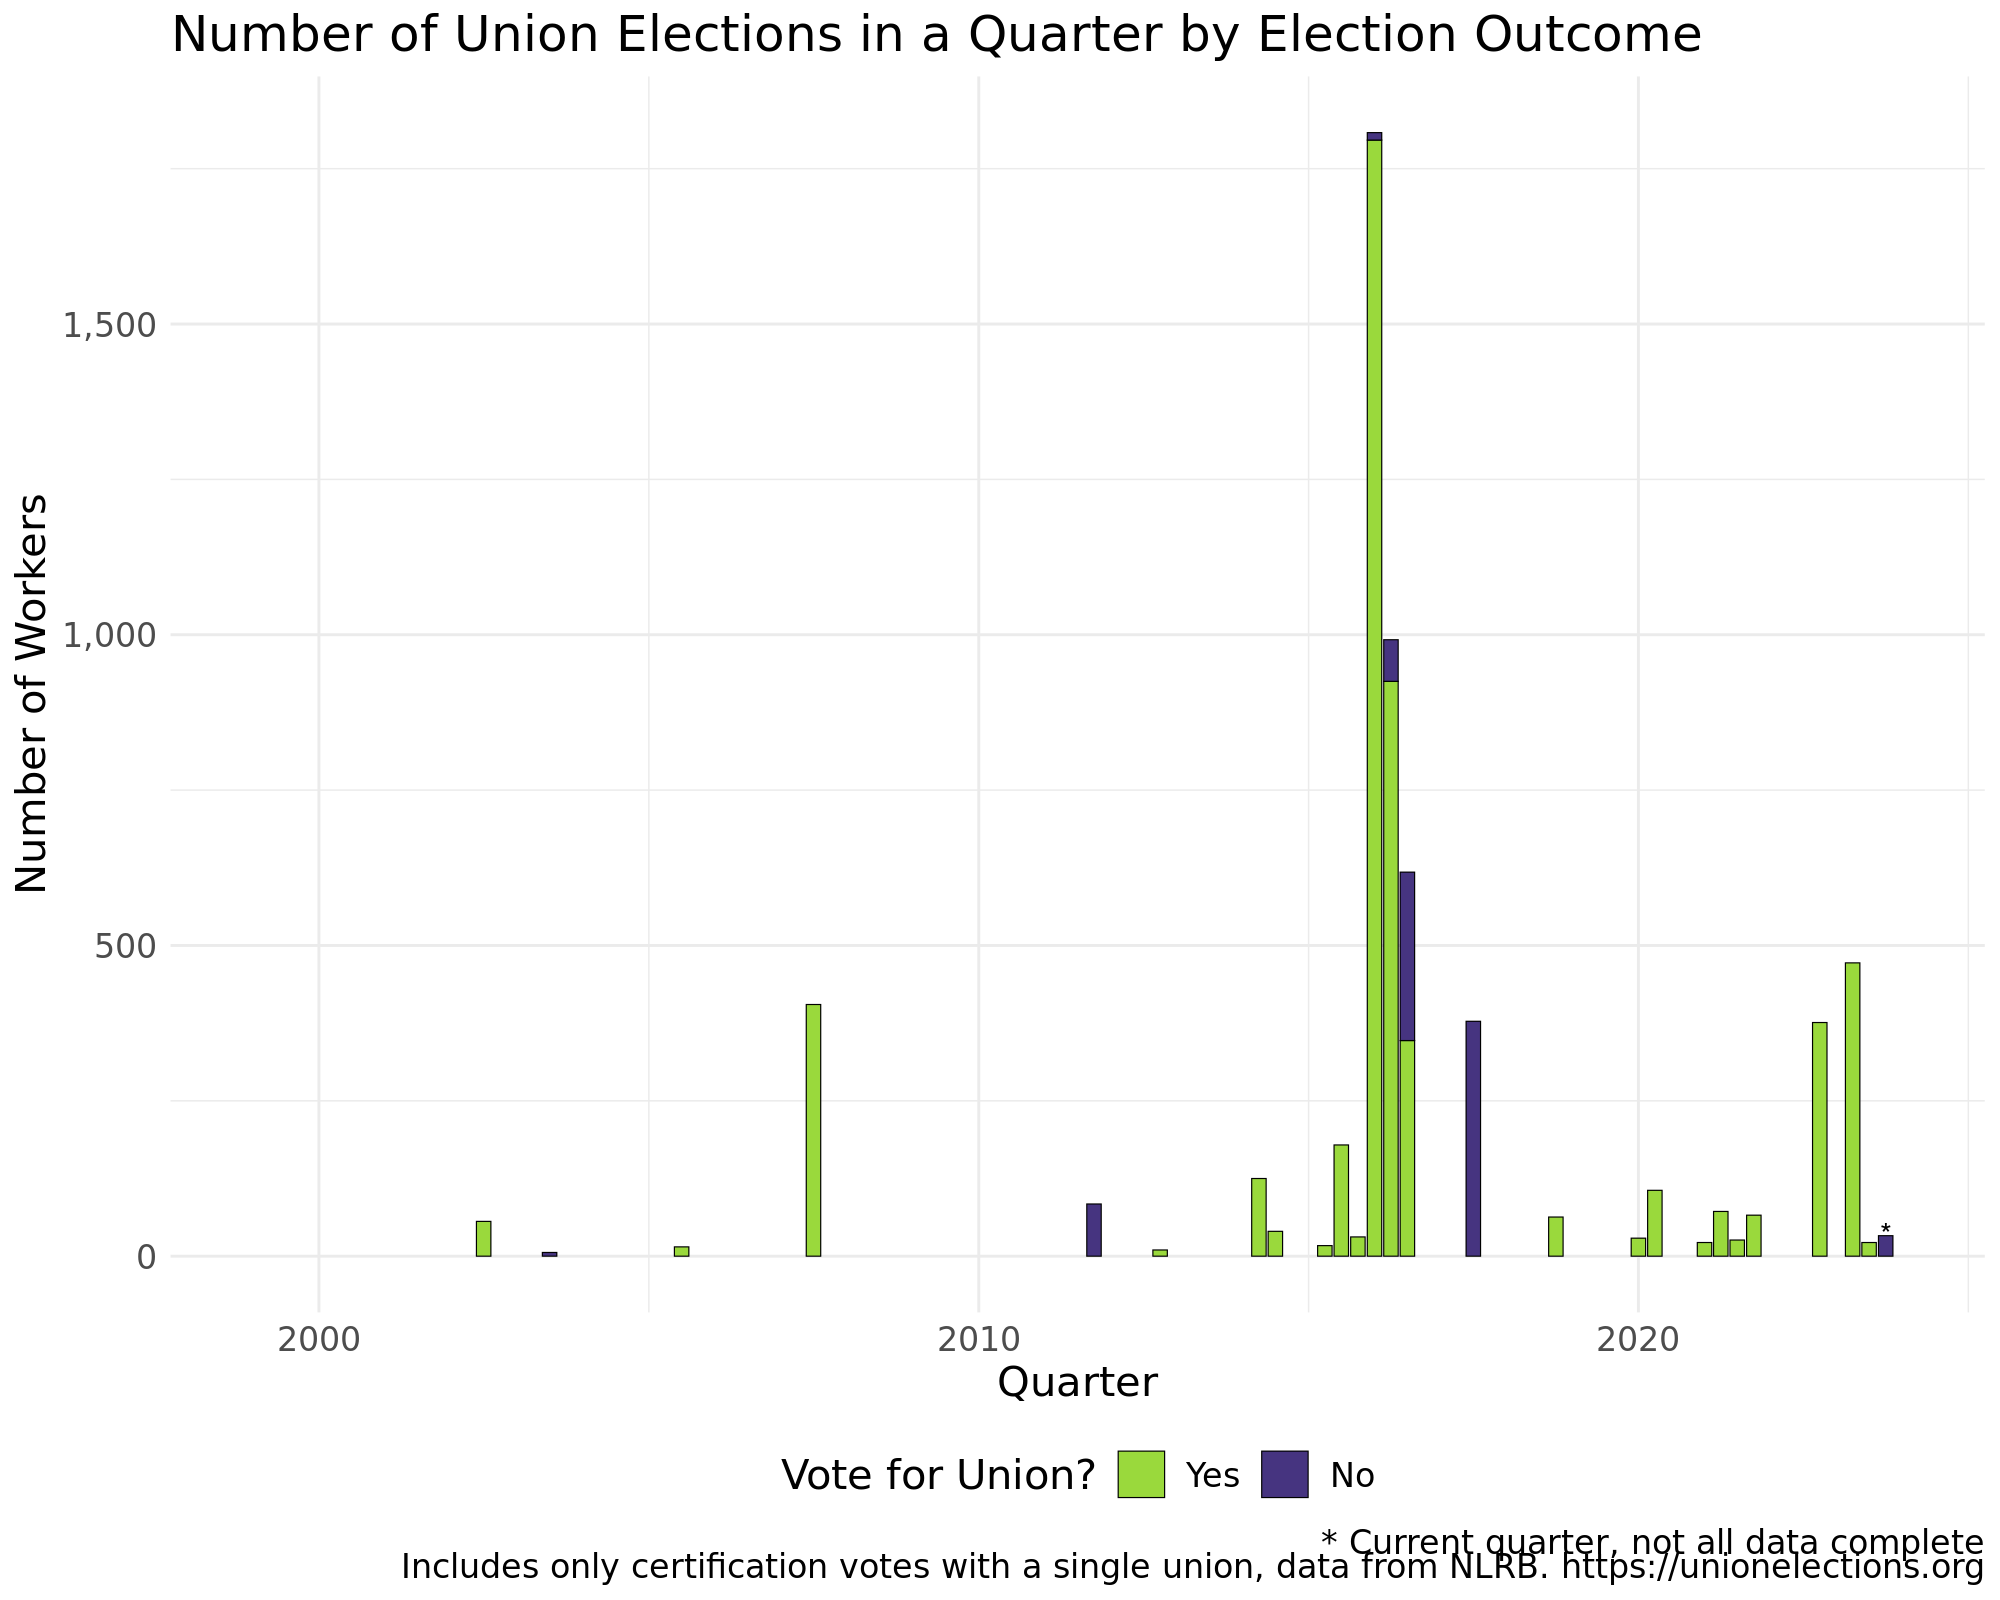 Number of Union Elections in a Quarter by Election Outcome
Number of Workers
1,500
1,000
500
0
*
2000 2010 2020
Quarter
Vote for Union? Yes No
* Current quarter, not all data complete
Includes only certification votes with a single union, data from NLRB. https://unionelections.org